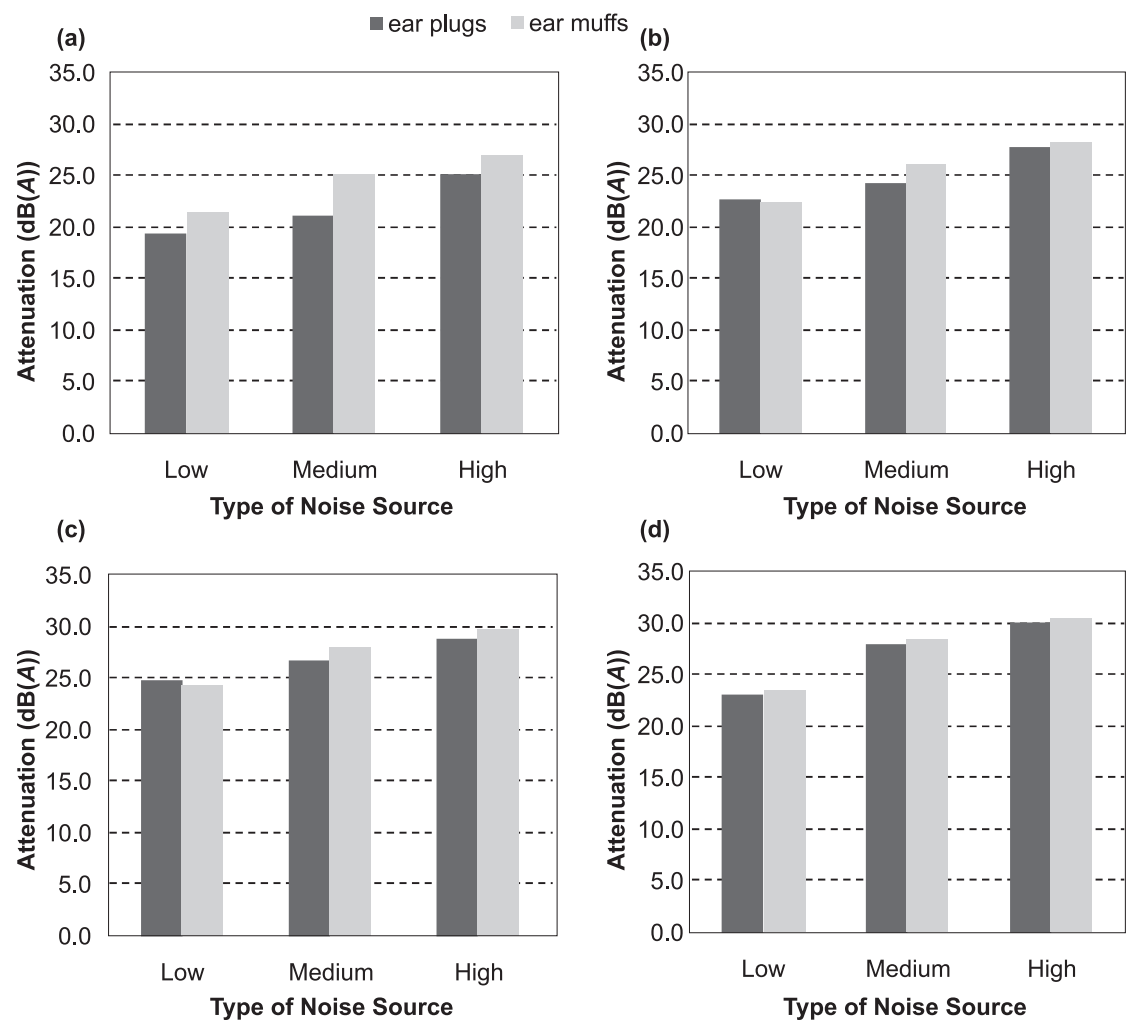 ear plugs ear muffs
(a)
35.0
30.0
25.0
20.0
15.0
10.0
5.0
0.0
Attenuation (dB(A))
Low Medium High
Type of Noise Source
(b)
35.0
30.0
25.0
20.0
15.0
10.0
5.0
0.0
Attenuation (dB(A))
Low Medium High
Type of Noise Source
(c)
35.0
30.0
25.0
20.0
15.0
10.0
5.0
0.0
Attenuation (dB(A))
Low Medium High
Type of Noise Source
(d)
35.0
30.0
25.0
20.0
15.0
10.0
5.0
0.0
Attenuation (dB(A))
Low Medium High
Type of Noise Source